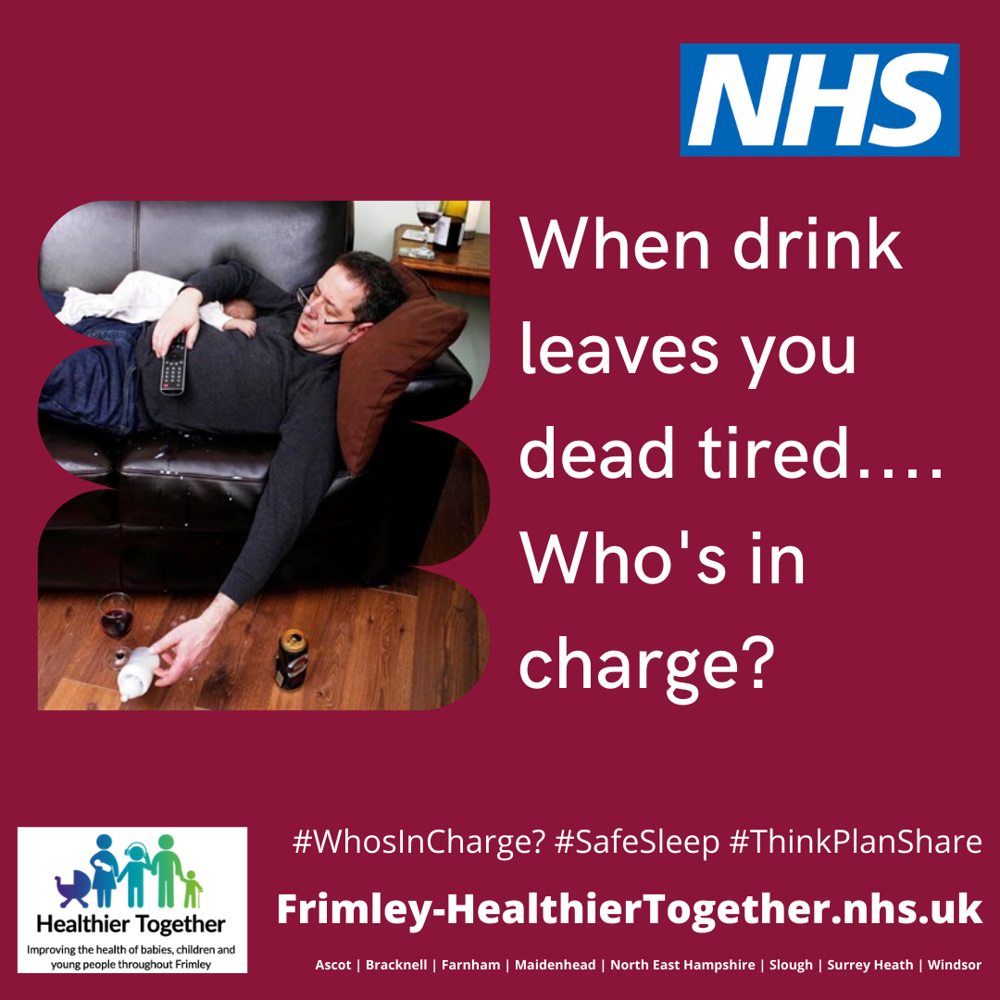 NHS
When drink
leaves you
dead tired....
Who's in
charge?
#WhosInCharge? #SafeSleep #ThinkPlanShare
Frimley-HealthierTogether.nhs.uk
Ascot | Bracknell | Farnham | Maidenhead | North East Hampshire | Slough | Surrey Heath | Windsor
Healthier Together
Improving the health of babies, children and
young people throughout Frimley